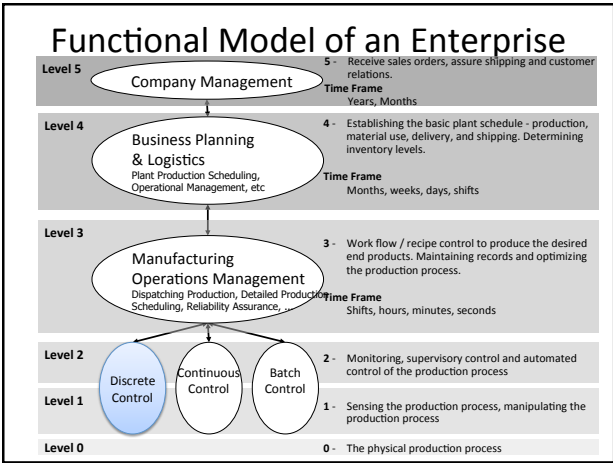 Functional Model of an Enterprise
Level 5
Company Management
5 - Receive sales orders, assure shipping and customer
relations.
Time Frame
Years, Months
Level 4
Business Planning
& Logistics
Plant Production Scheduling,
Operational Management, etc
4 - Establishing the basic plant schedule - production,
material use, delivery, and shipping. Determining
inventory levels.
Time Frame
Months, weeks, days, shifts
Level 3
Manufacturing
Operations Management
Dispatching Production, Detailed Production
Scheduling, Reliability Assurance, ...
3 - Work flow / recipe control to produce the desired
end products. Maintaining records and optimizing
the production process.
Time Frame
Shifts, hours, minutes, seconds
Level 2
Discrete
Control
Continuous
Control
Batch
Control
2 - Monitoring, supervisory control and automated
control of the production process
Level 1
1 - Sensing the production process, manipulating the
production process
Level 0
0 - The physical production process